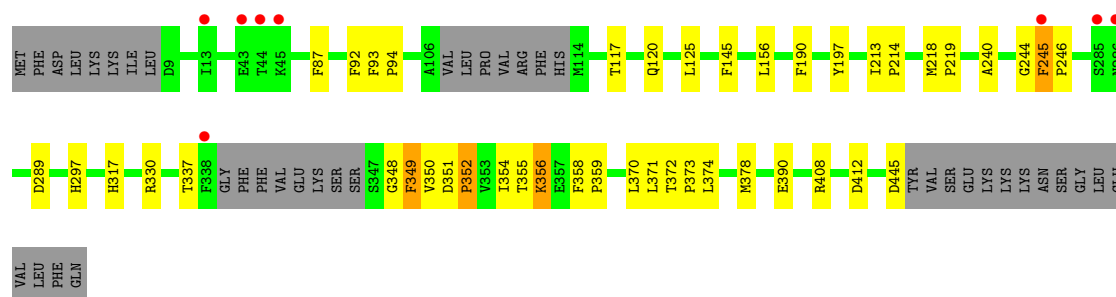 MET PHE ASP LEU LYS LYS ILE LEU D9 I13 E43 T44 K45 F87 F92 F93 P94 A106 VAL LEU PRO VAL ARG PHE HIS M114 T117 Q120 L125 F145 L156 F190 Y197 I213 P214 M218 P219 A240 G244 F245 P246 S285
D289 H297 H317 R330 T337 F338 GLY PHE PHE VAL GLU LYS SER SER S347 G348 F349 V350 D351 P352 V353 I354 T355 K356 E357 F358 P359 L370 L371 T372 P373 L374 M378 E390 R408 D412 D445 TYR VAL SER GLU LYS LYS LYS ASN SER GLY LEU
VAL LEU PHE GLN